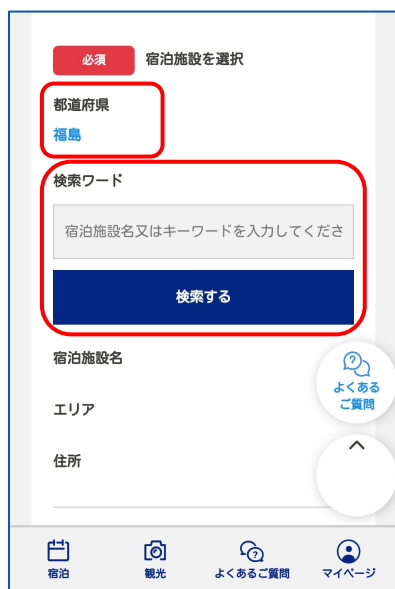 必須 宿泊施設を選択
都道府県
福島
検索ワード
宿泊施設名又はキーワードを入力してくださ
検索する
宿泊施設名
よくある
ご質問
エリア
住所
宿泊 観光 よくあるご質問 マイページ